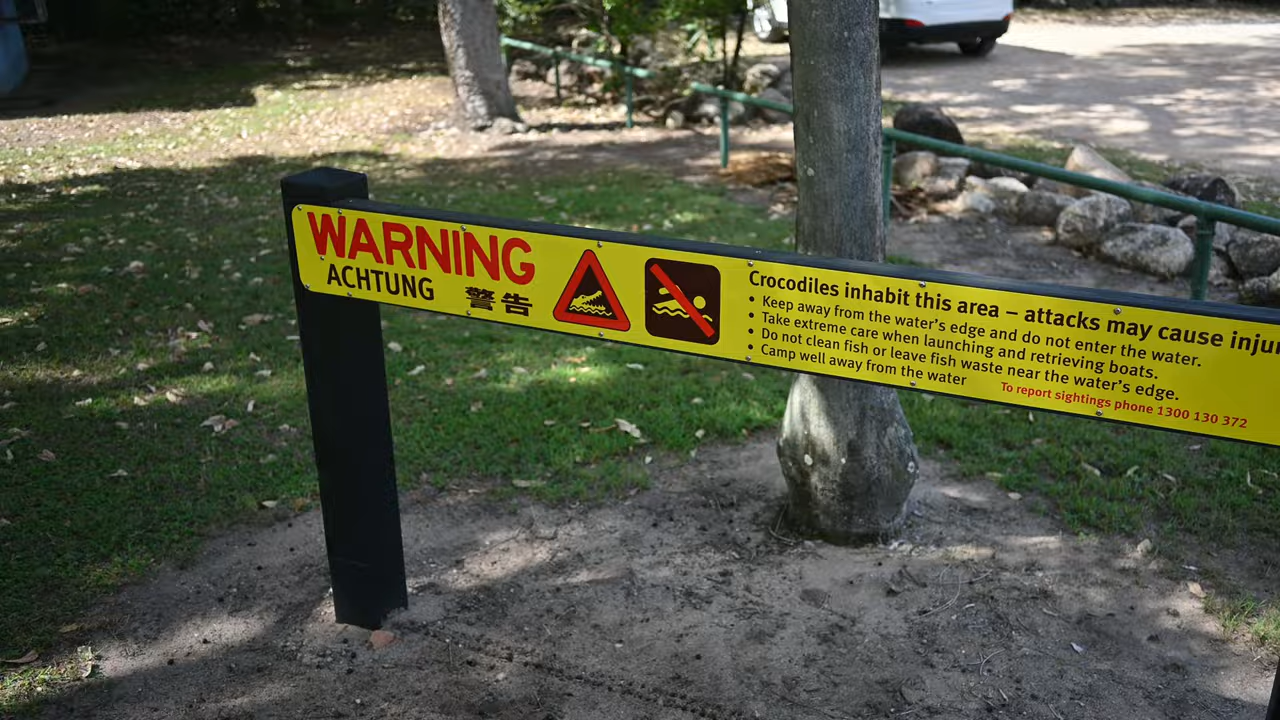 WARNING
ACHTUNG
警告
Crocodiles inhabit this area – attacks may cause
• Keep away from the water's edge and do not enter the water.
• Take extreme care when launching and retrieving boats.
• Do not clean fish or leave fish waste near the water's edge.
• Camp well away from the water
To report sightings phone 1300 130 372